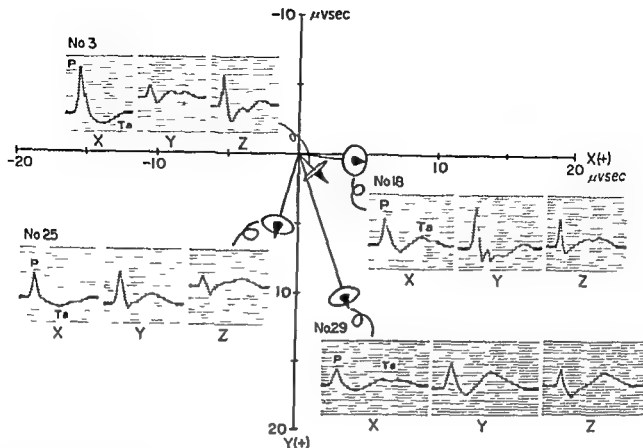 -10
μvsec
No 3
P
Ta
X Y Z
-20 -10 10 20
X(+)
μvsec
No 18
P
Ta
X Y Z
No 25
P
Ta
X Y Z
10
No.29
P
Ta
X Y Z
20
Y(+)